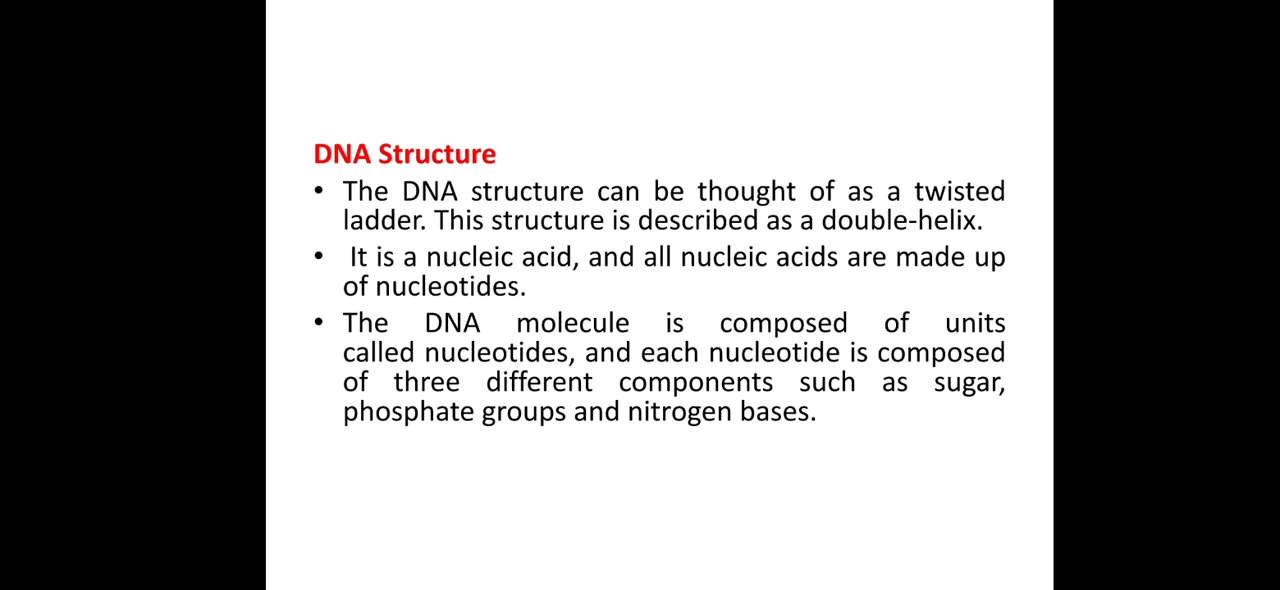 DNA Structure
• The DNA structure can be thought of as a twisted
ladder. This structure is described as a double-helix.
• It is a nucleic acid, and all nucleic acids are made up
of nucleotides.
• The DNA molecule is composed of units
called nucleotides, and each nucleotide is composed
of three different components such as sugar,
phosphate groups and nitrogen bases.